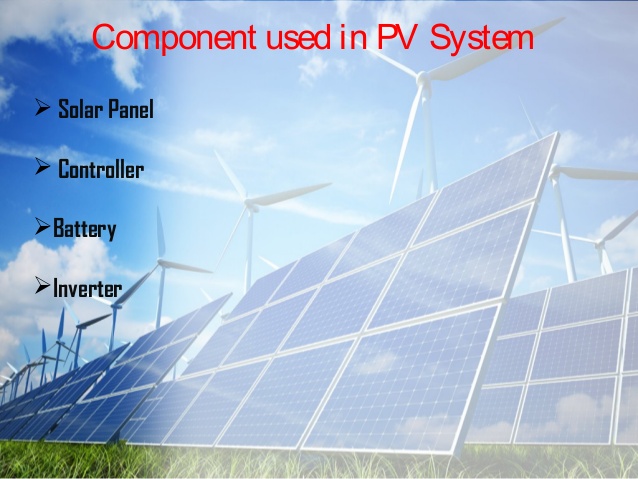 Component used in PV System
➢ Solar Panel
➢ Controller
➢Battery
➢Inverter